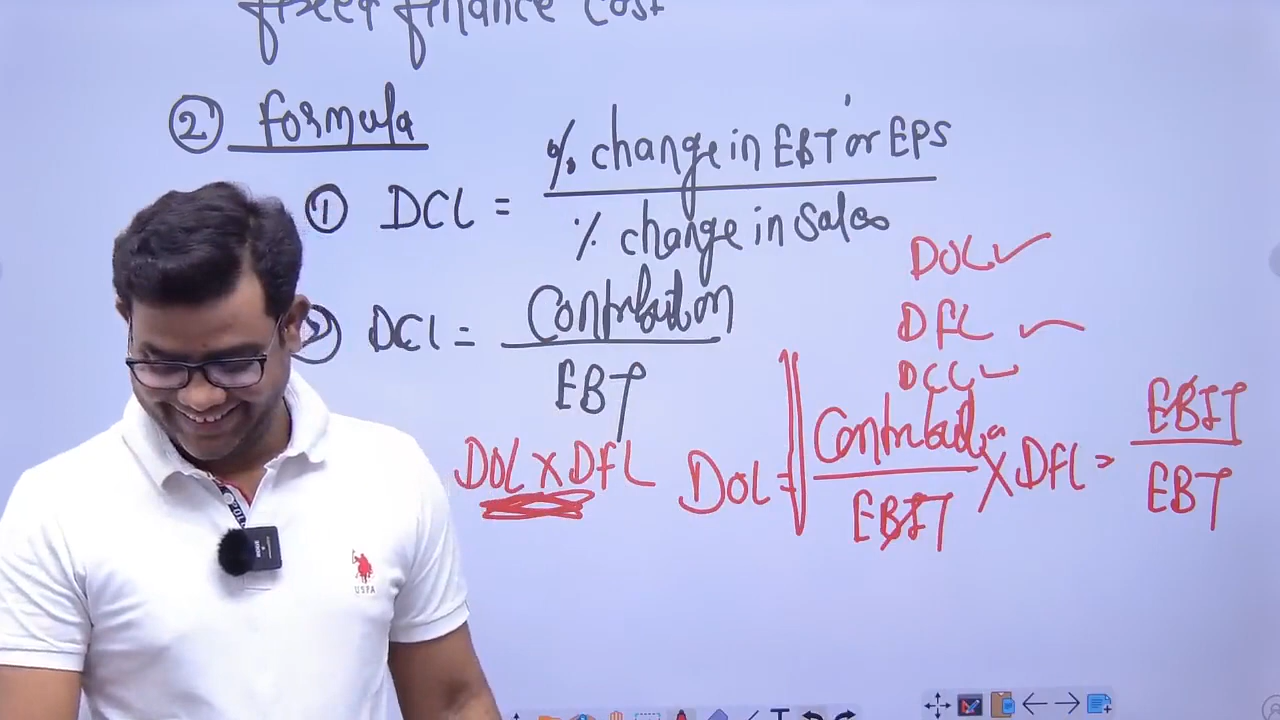 fixed finance cost
② formula
① DCL = % change in EBT or EPS
% change in Sales
DOL ✓
DFL ✓
DCL ✓
DCL = Contribution
EBT
DOL X DFL
DOL = Contribution X DFL = EBIT
EBIT
EBT
USPA